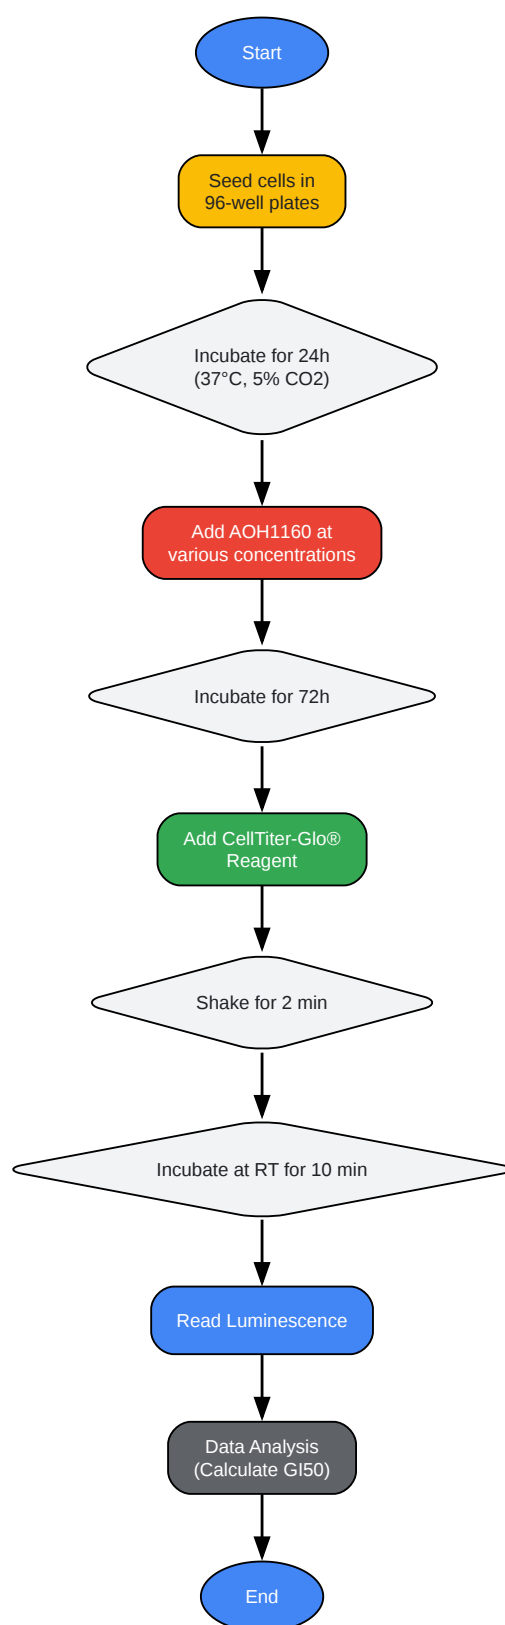 Start
Seed cells in
96-well plates
Incubate for 24h
(37°C, 5% CO2)
Add AOH1160 at
various concentrations
Incubate for 72h
Add CellTiter-Glo®
Reagent
Shake for 2 min
Incubate at RT for 10 min
Read Luminescence
Data Analysis
(Calculate GI50)
End